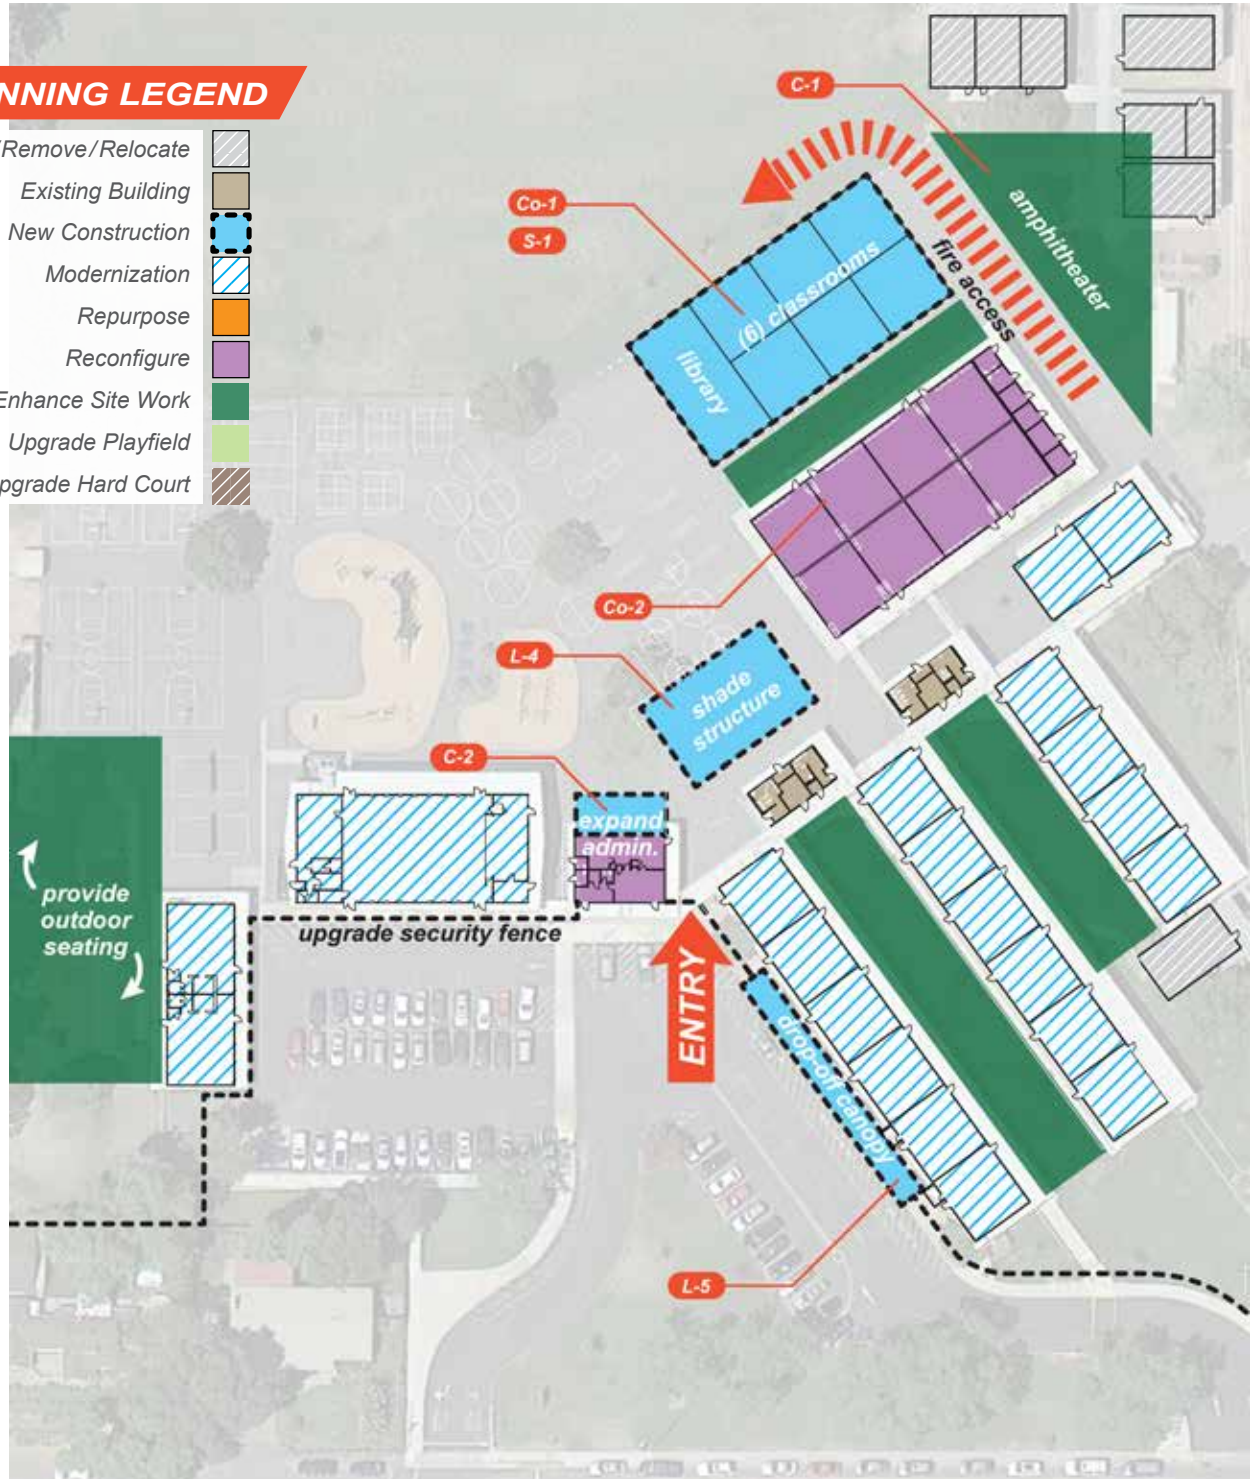 NNING LEGEND
/Remove/Relocate
Existing Building
New Construction
Modernization
Repurpose
Reconfigure
Enhance Site Work
Upgrade Playfield
pgrade Hard Court
C-1
Co-1
S-1
amphitheater
fire access
(6) classrooms
library
Co-2
L-4
shade
structure
C-2
expand
admin.
provide
outdoor
seating
upgrade security fence
ENTRY
drop-off canopy
L-5